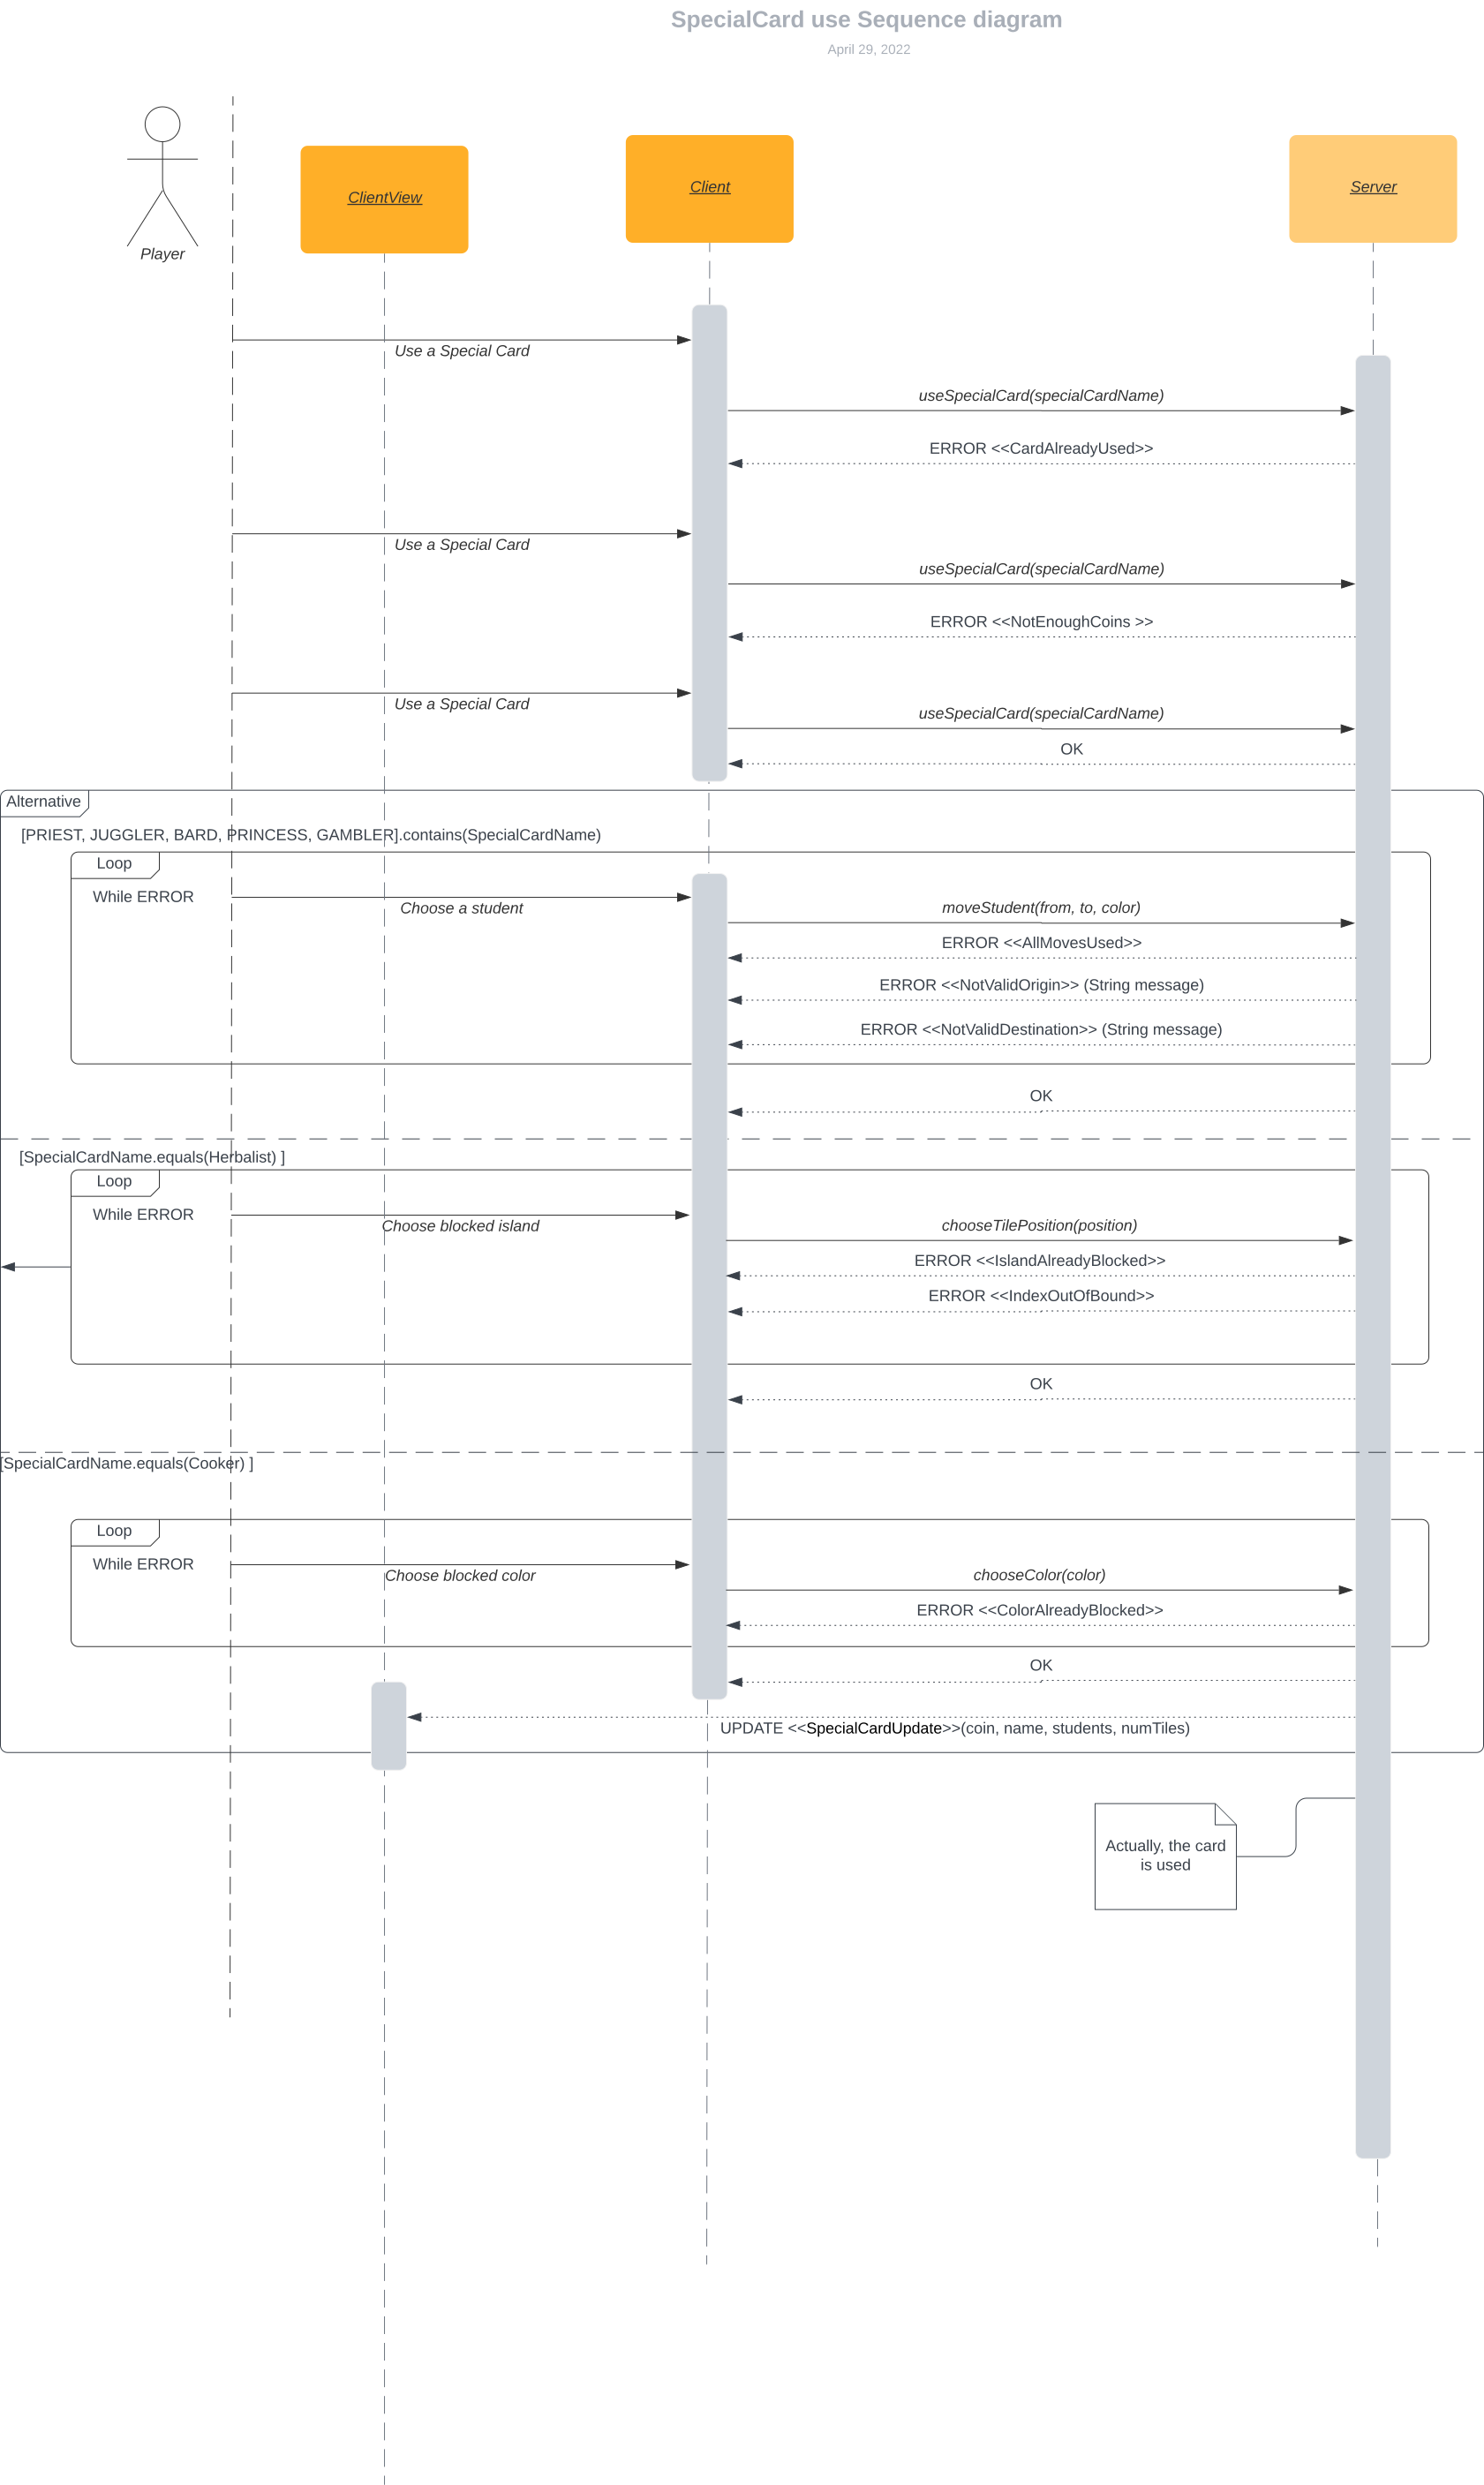 SpecialCard use Sequence diagram
April 29, 2022
Player
ClientView
Client
Server
Use a Special Card
useSpecialCard(specialCardName)
ERROR <<CardAlreadyUsed>>
Use a Special Card
useSpecialCard(specialCardName)
ERROR <<NotEnoughCoins >>
Use a Special Card
useSpecialCard(specialCardName)
OK
Alternative
[PRIEST, JUGGLER, BARD, PRINCESS, GAMBLER].contains(SpecialCardName)
Loop
While ERROR
Choose a student
moveStudent(from, to, color)
ERROR <<AllMovesUsed>>
ERROR <<NotValidOrigin>> (String message)
ERROR <<NotValidDestination>> (String message)
OK
[SpecialCardName.equals(Herbalist) ]
Loop
While ERROR
Choose blocked island
chooseTilePosition(position)
ERROR <<IslandAlreadyBlocked>>
ERROR <<IndexOutOfBound>>
OK
[SpecialCardName.equals(Cooker) ]
Loop
While ERROR
Choose blocked color
chooseColor(color)
ERROR <<ColorAlreadyBlocked>>
OK
UPDATE <<SpecialCardUpdate>>(coin, name, students, numTiles)
Actually, the card
is used